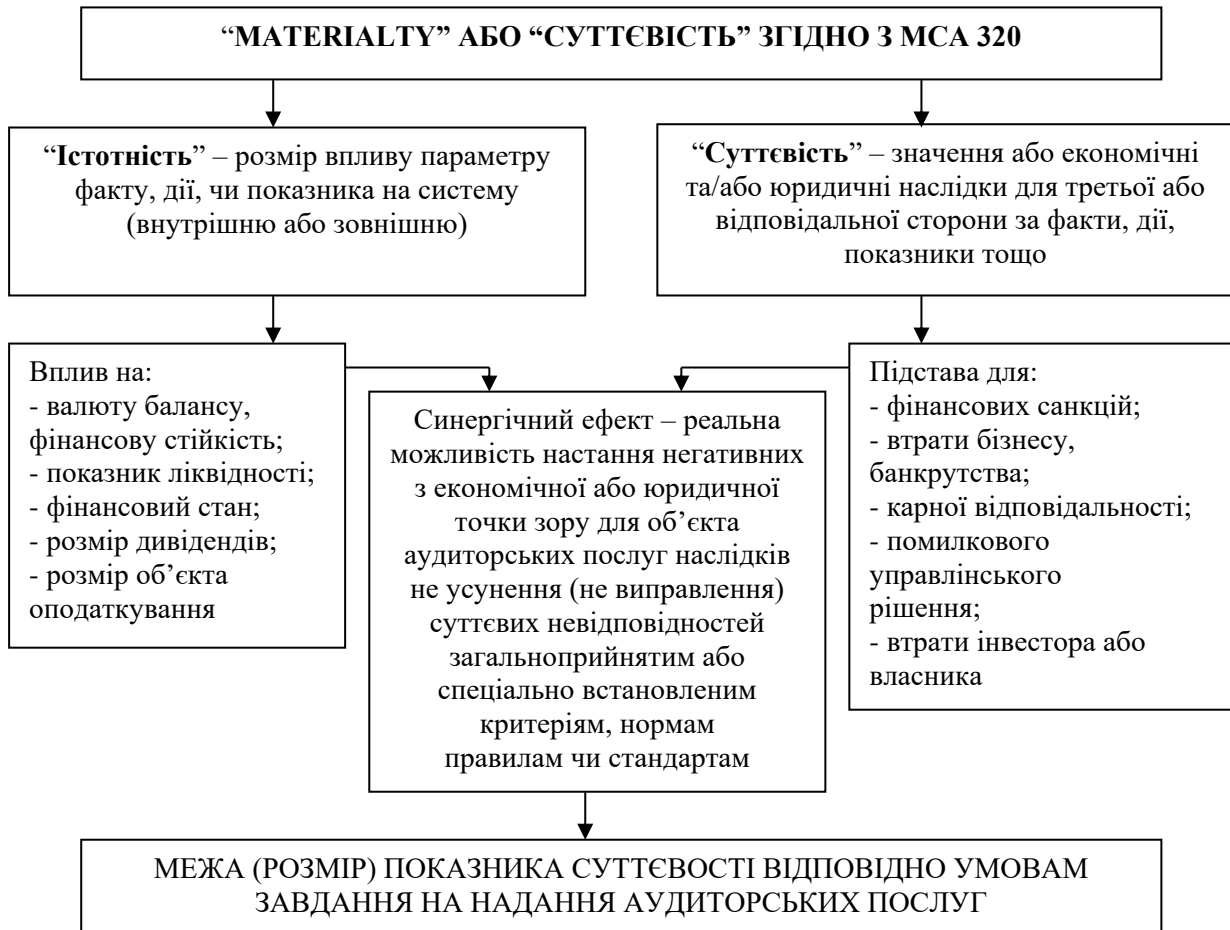 “MATERIALTY” АБО “СУТТЄВІСТЬ” ЗГІДНО З МСА 320
“Істотність” – розмір впливу параметру
факту, дії, чи показника на систему
(внутрішню або зовнішню)
“Суттєвість” – значення або економічні
та/або юридичні наслідки для третьої або
відповідальної сторони за факти, дії,
показники тощо
Вплив на:
- валюту балансу,
фінансову стійкість;
- показник ліквідності;
- фінансовий стан;
- розмір дивідендів;
- розмір об’єкта
оподаткування
Синергічний ефект – реальна
можливість настання негативних
з економічної або юридичної
точки зору для об’єкта
аудиторських послуг наслідків
не усунення (не виправлення)
суттєвих невідповідностей
загальноприйнятим або
спеціально встановленим
критеріям, нормам
правилам чи стандартам
Підстава для:
- фінансових санкцій;
- втрати бізнесу,
банкрутства;
- карної відповідальності;
- помилкового
управлінського
рішення;
- втрати інвестора або
власника
МЕЖА (РОЗМІР) ПОКАЗНИКА СУТТЄВОСТІ ВІДПОВІДНО УМОВАМ
ЗАВДАННЯ НА НАДАННЯ АУДИТОРСЬКИХ ПОСЛУГ